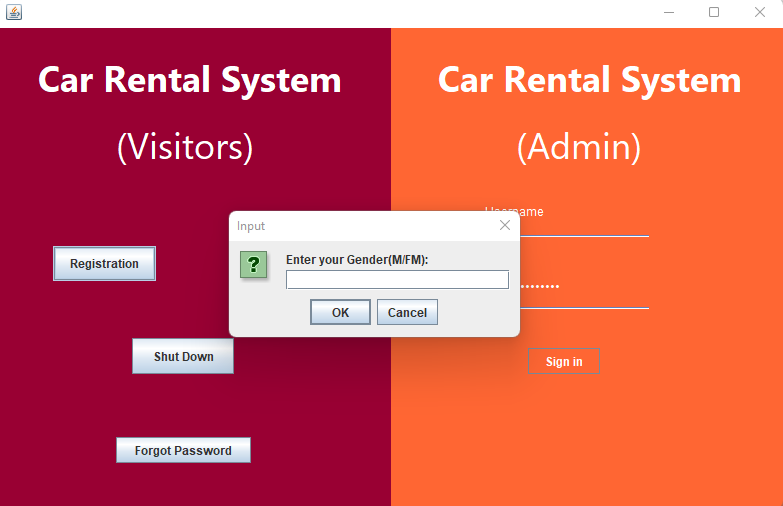 Car Rental System
(Visitors)
Registration
Shut Down
Forgot Password
Car Rental System
(Admin)
Username
Sign in
Input
?
Enter your Gender(M/FM):
OK
Cancel